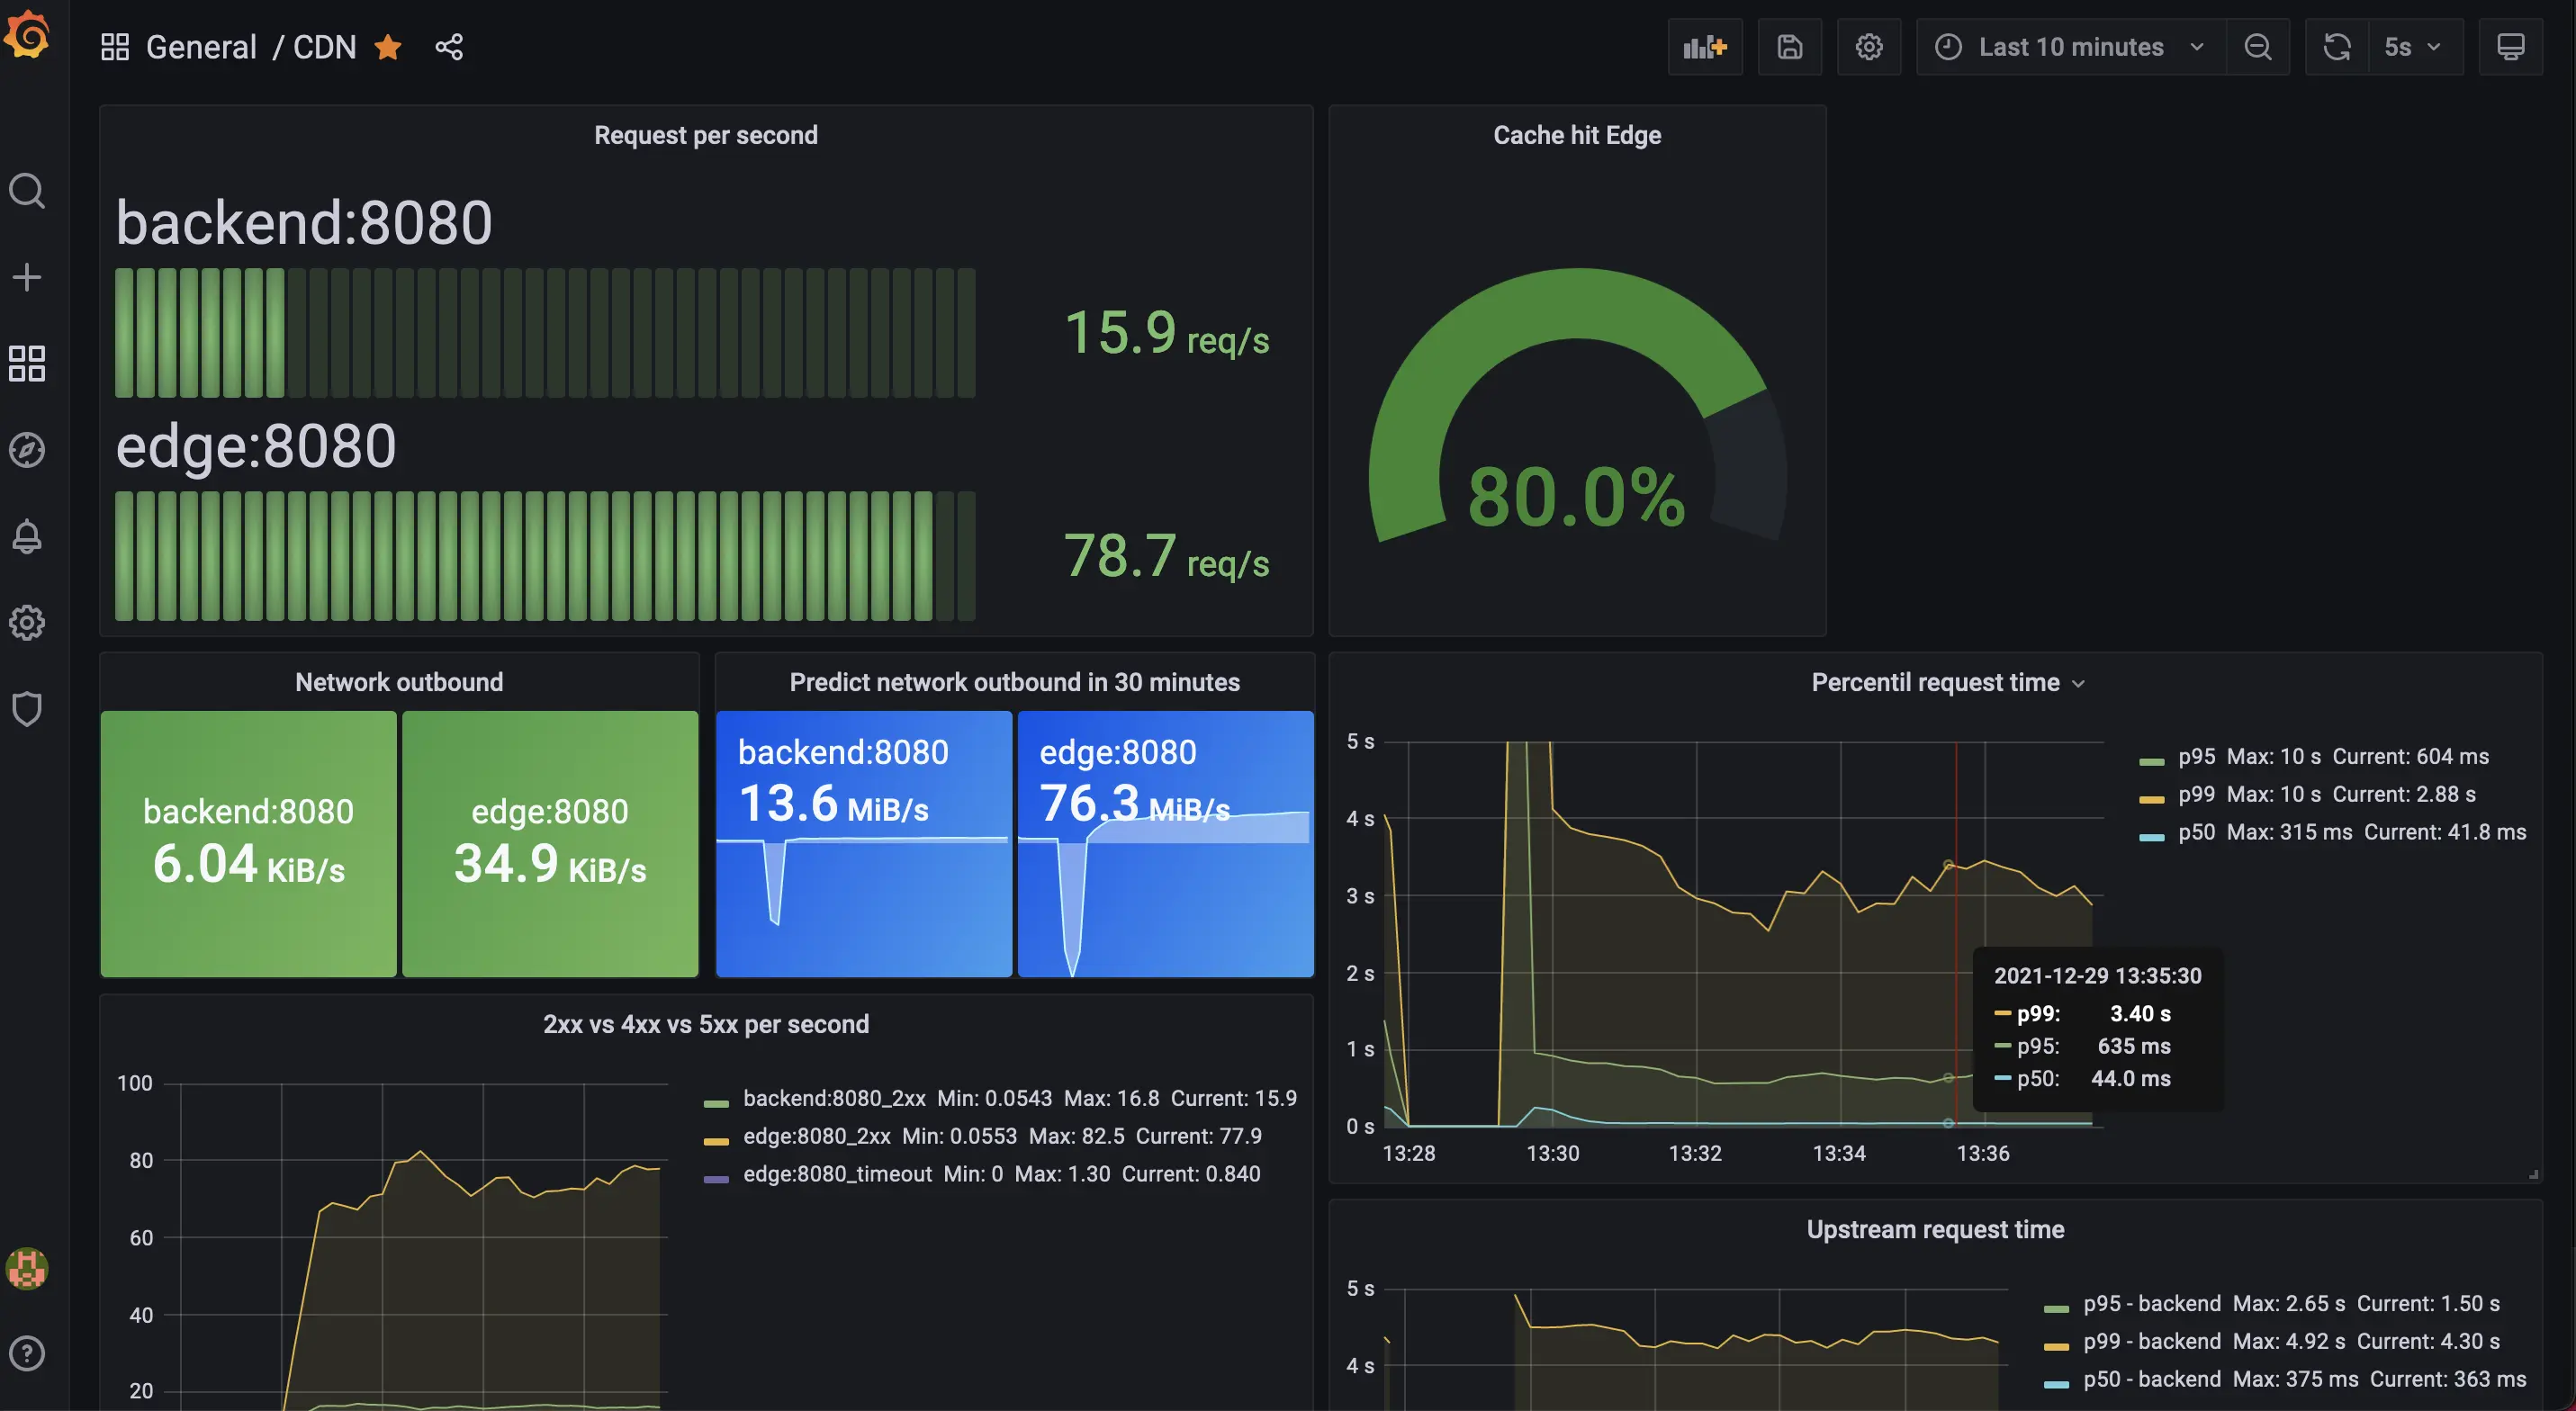 General / CDN
Last 10 minutes
5s
Request per second
backend:8080
15.9 req/s
edge:8080
78.7 req/s
Cache hit Edge
80.0%
Network outbound
backend:8080
6.04 KiB/s
edge:8080
34.9 KiB/s
Predict network outbound in 30 minutes
backend:8080
13.6 MiB/s
edge:8080
76.3 MiB/s
Percentil request time
5 s
4 s
3 s
2 s
1 s
0 s
13:28
13:30
13:32
13:34
13:36
p95 Max: 10 s Current: 604 ms
p99 Max: 10 s Current: 2.88 s
p50 Max: 315 ms Current: 41.8 ms
2021-12-29 13:35:30
p99: 3.40 s
p95: 635 ms
p50: 44.0 ms
2xx vs 4xx vs 5xx per second
100
80
60
40
20
backend:8080_2xx Min: 0.0543 Max: 16.8 Current: 15.9
edge:8080_2xx Min: 0.0553 Max: 82.5 Current: 77.9
edge:8080_timeout Min: 0 Max: 1.30 Current: 0.840
Upstream request time
5 s
4 s
p95 - backend Max: 2.65 s Current: 1.50 s
p99 - backend Max: 4.92 s Current: 4.30 s
p50 - backend Max: 375 ms Current: 363 ms